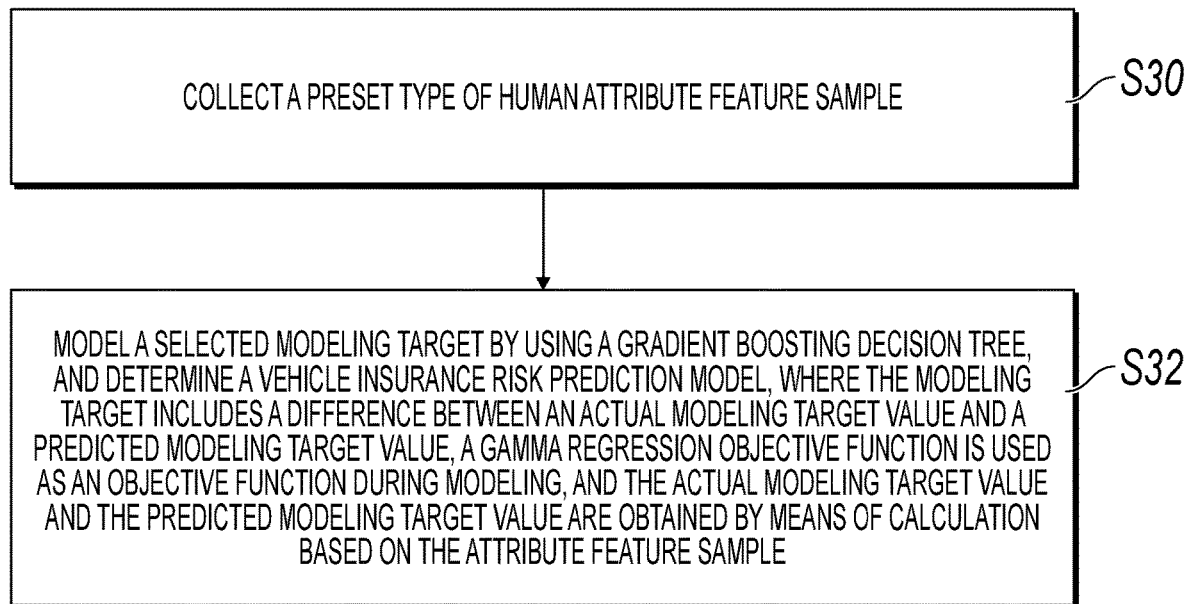 COLLECT A PRESET TYPE OF HUMAN ATTRIBUTE FEATURE SAMPLE
S30
MODEL A SELECTED MODELING TARGET BY USING A GRADIENT BOOSTING DECISION TREE,
AND DETERMINE A VEHICLE INSURANCE RISK PREDICTION MODEL, WHERE THE MODELING
TARGET INCLUDES A DIFFERENCE BETWEEN AN ACTUAL MODELING TARGET VALUE AND A
PREDICTED MODELING TARGET VALUE, A GAMMA REGRESSION OBJECTIVE FUNCTION IS USED
AS AN OBJECTIVE FUNCTION DURING MODELING, AND THE ACTUAL MODELING TARGET VALUE
AND THE PREDICTED MODELING TARGET VALUE ARE OBTAINED BY MEANS OF CALCULATION
BASED ON THE ATTRIBUTE FEATURE SAMPLE
S32